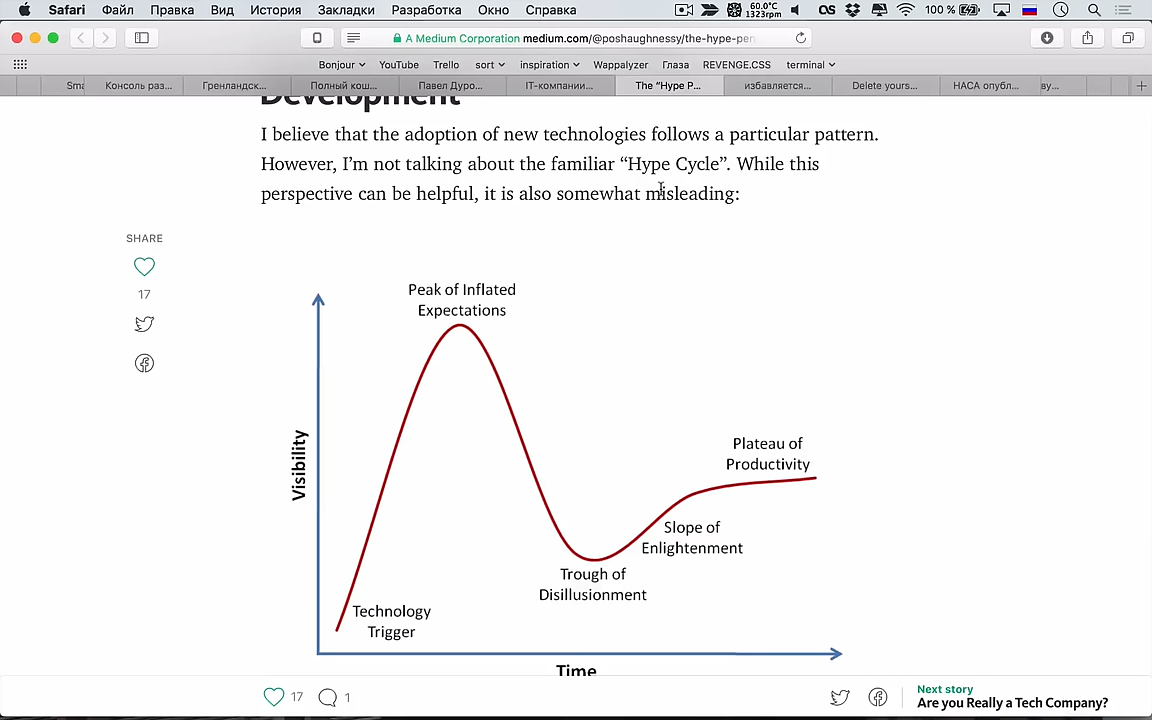 Safari Файл Правка Вид История Закладки Разработка Окно Справка 60.0°C 1323rpm 100 %
A Medium Corporation medium.com/@poshaughnessy/the-hype-pen
Bonjour YouTube Trello sort inspiration Wappalyzer Глаза REVENGE.CSS terminal
Sma Консоль раз... Гренландск... Полный кош... Павел Дуро... IT-компании... The "Hype P... избавляется... Delete yours... НАСА опубл... ву...
Development
I believe that the adoption of new technologies follows a particular pattern.
However, I'm not talking about the familiar “Hype Cycle”. While this
perspective can be helpful, it is also somewhat misleading:
SHARE
17
Peak of Inflated
Expectations
Visibility
Plateau of
Productivity
Slope of
Enlightenment
Trough of
Disillusionment
Technology
Trigger
Time
17 1
Next story
Are you Really a Tech Company?